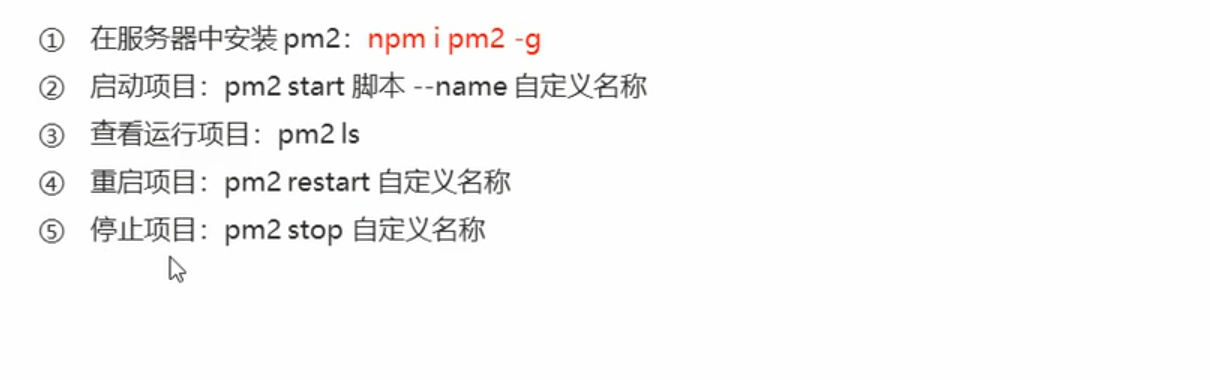 ① 在服务器中安装 pm2：npm i pm2 -g
② 启动项目：pm2 start 脚本 --name 自定义名称
③ 查看运行项目：pm2 ls
④ 重启项目：pm2 restart 自定义名称
⑤ 停止项目：pm2 stop 自定义名称